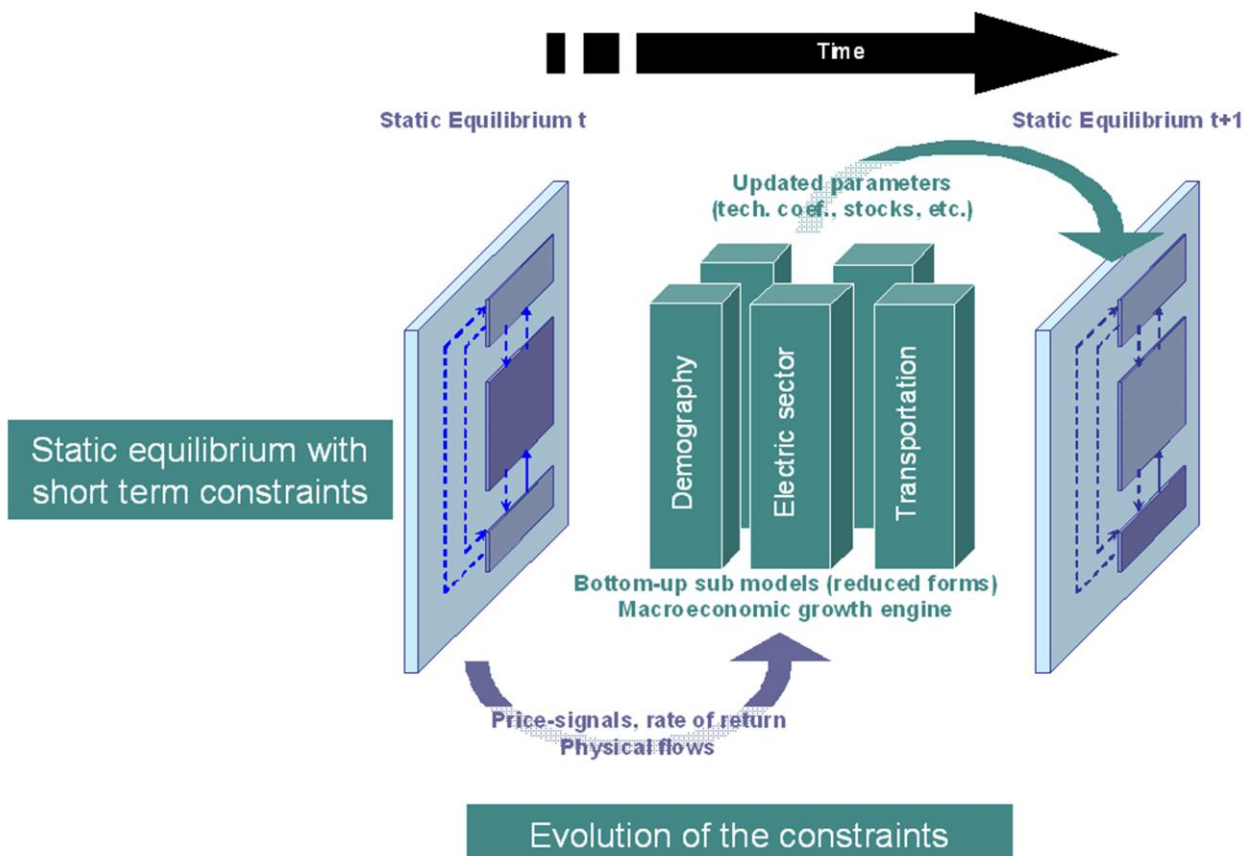 Time
Static Equilibrium t
Static Equilibrium t+1
Updated parameters
(tech. coef., stocks, etc.)
Demography
Electric sector
Transportation
Static equilibrium with
short term constraints
Bottom-up sub models (reduced forms)
Macroeconomic growth engine
Price-signals, rate of return
Physical flows
Evolution of the constraints